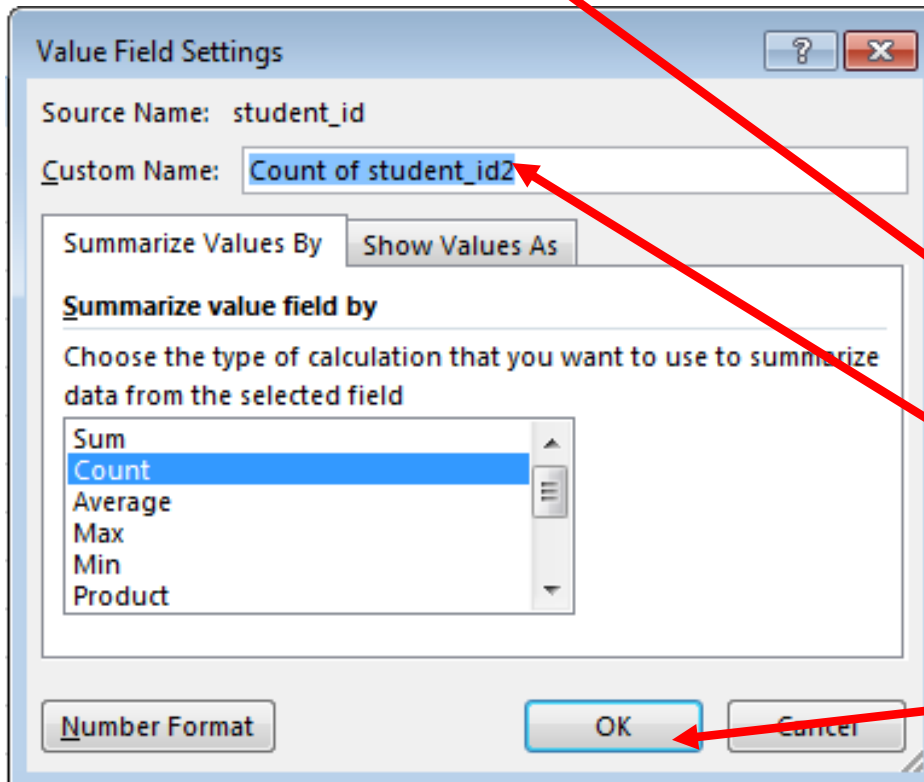 Value Field Settings
Source Name: student_id
Custom Name: Count of student_id2
Summarize Values By Show Values As
Summarize value field by
Choose the type of calculation that you want to use to summarize
data from the selected field
Sum
Count
Average
Max
Min
Product
Number Format OK Cancel